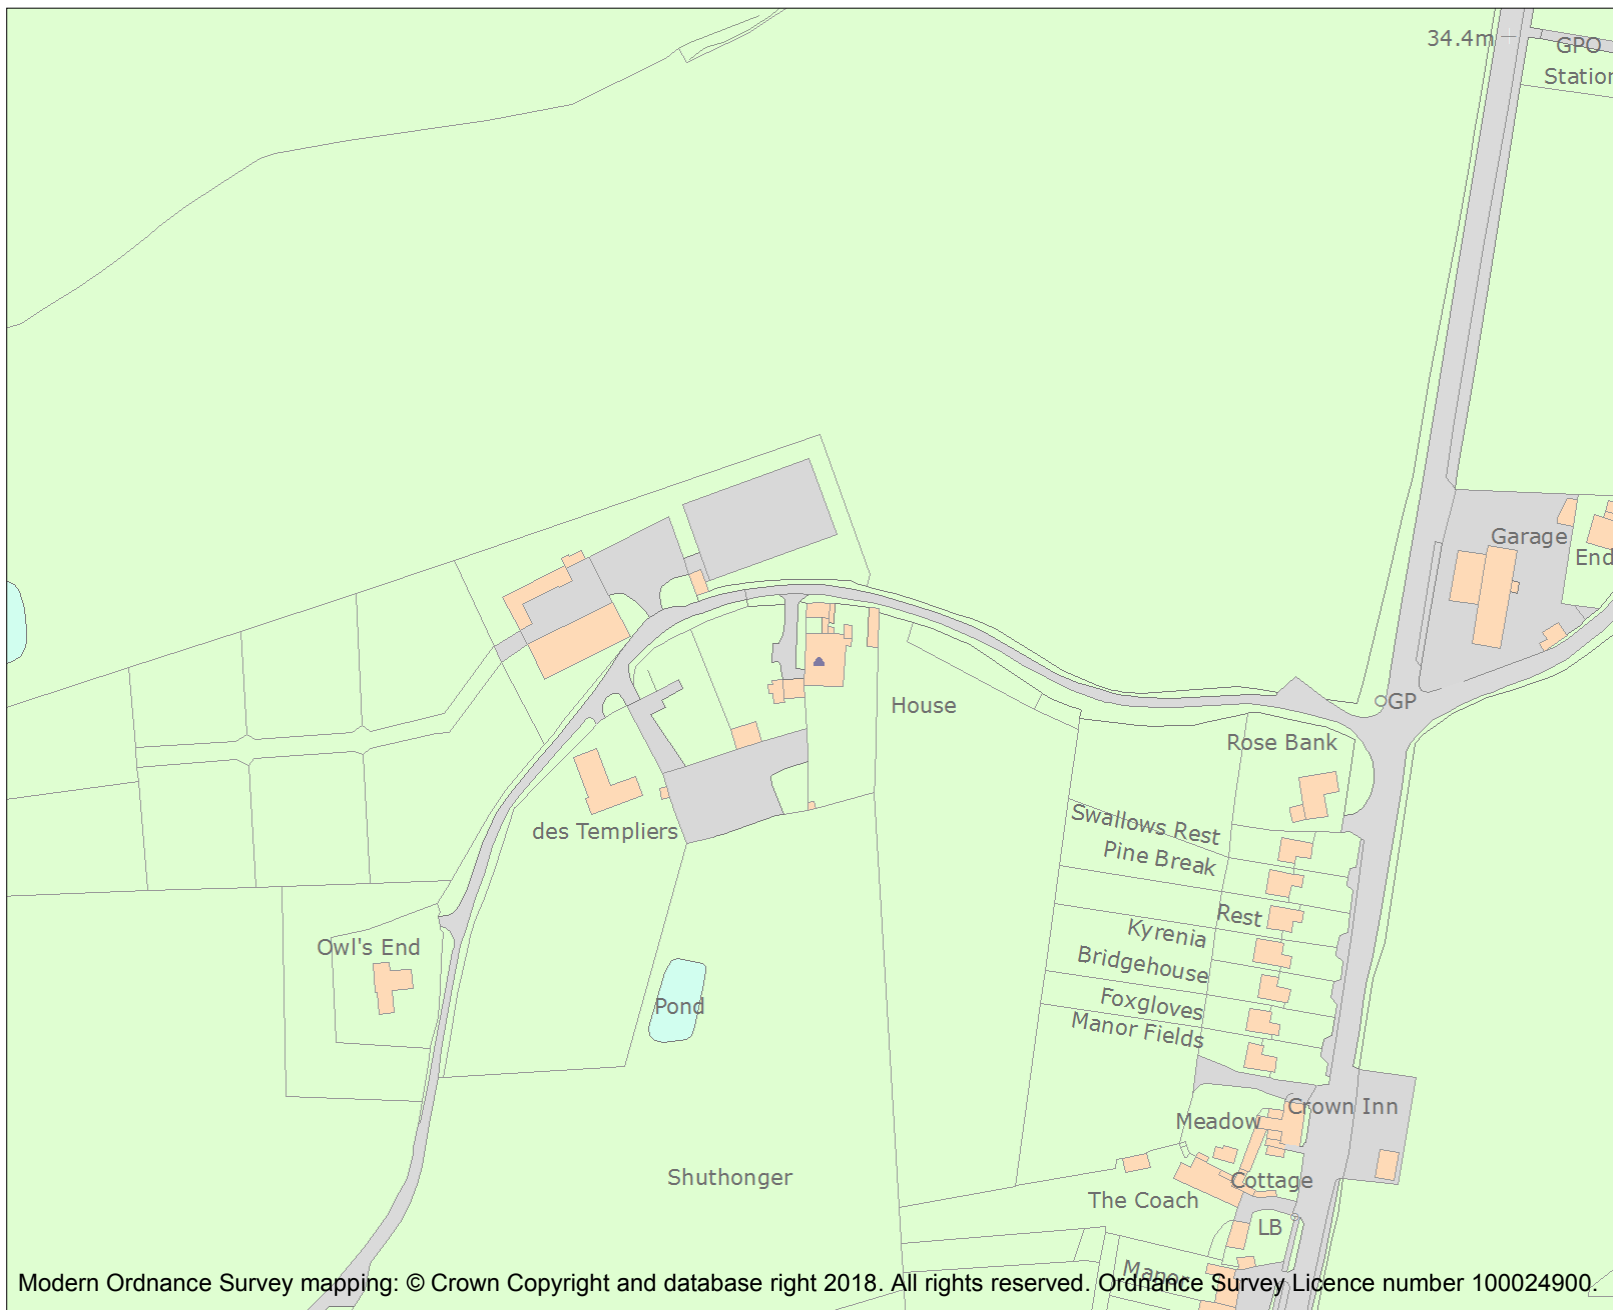 34.4m
GPO
Garage
End
House
GP
Rose Bank
Swallows Rest
des Templiers
Pine Break
Rest
Kyrenia
Owl's End
Bridgehouse
Pond
Foxgloves
Manor Fields
Crown Inn
Meadow
Shuthonger
Cottage
The Coach
LB
Manor
Modern Ordnance Survey mapping: © Crown Copyright and database right 2018. All rights reserved. Ordnance Survey Licence number 100024900.